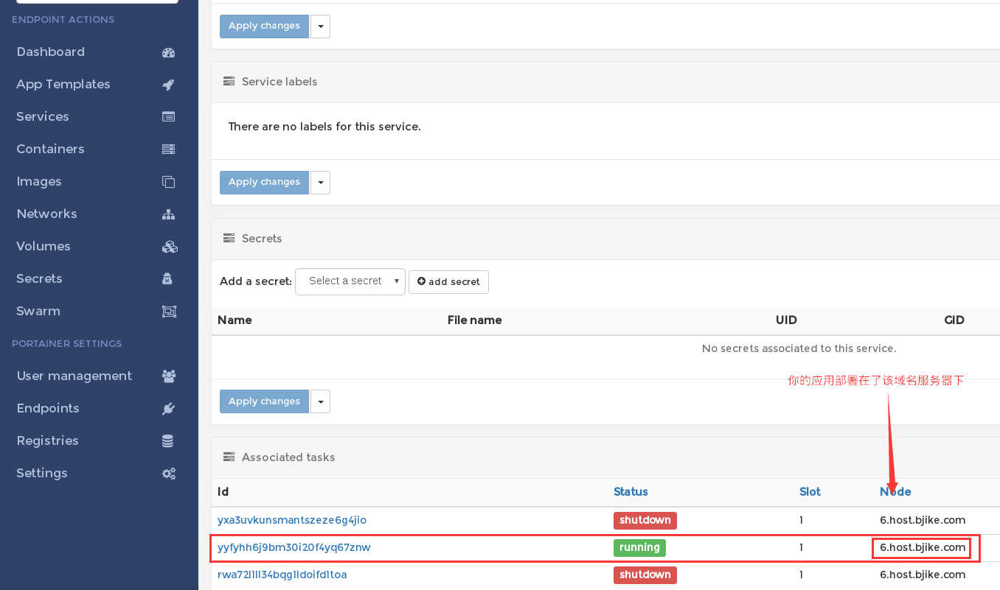 ENDPOINT ACTIONS
Dashboard
App Templates
Services
Containers
Images
Networks
Volumes
Secrets
Swarm
PORTAINER SETTINGS
User management
Endpoints
Registries
Settings
Apply changes
Service labels
There are no labels for this service.
Apply changes
Secrets
Add a secret: Select a secret add secret
Name File name UID GID
No secrets associated to this service.
你的应用部署在了该域名服务器下
Apply changes
Associated tasks
Id Status Slot Node
yxa3uvkunsmantszeze6g4jio shutdown 1 6.host.bjike.com
yyfyhh6j9bm30i20f4yq67znw running 1 6.host.bjike.com
rwa72l1ll34bqg1ldoifd1toa shutdown 1 6.host.bjike.com